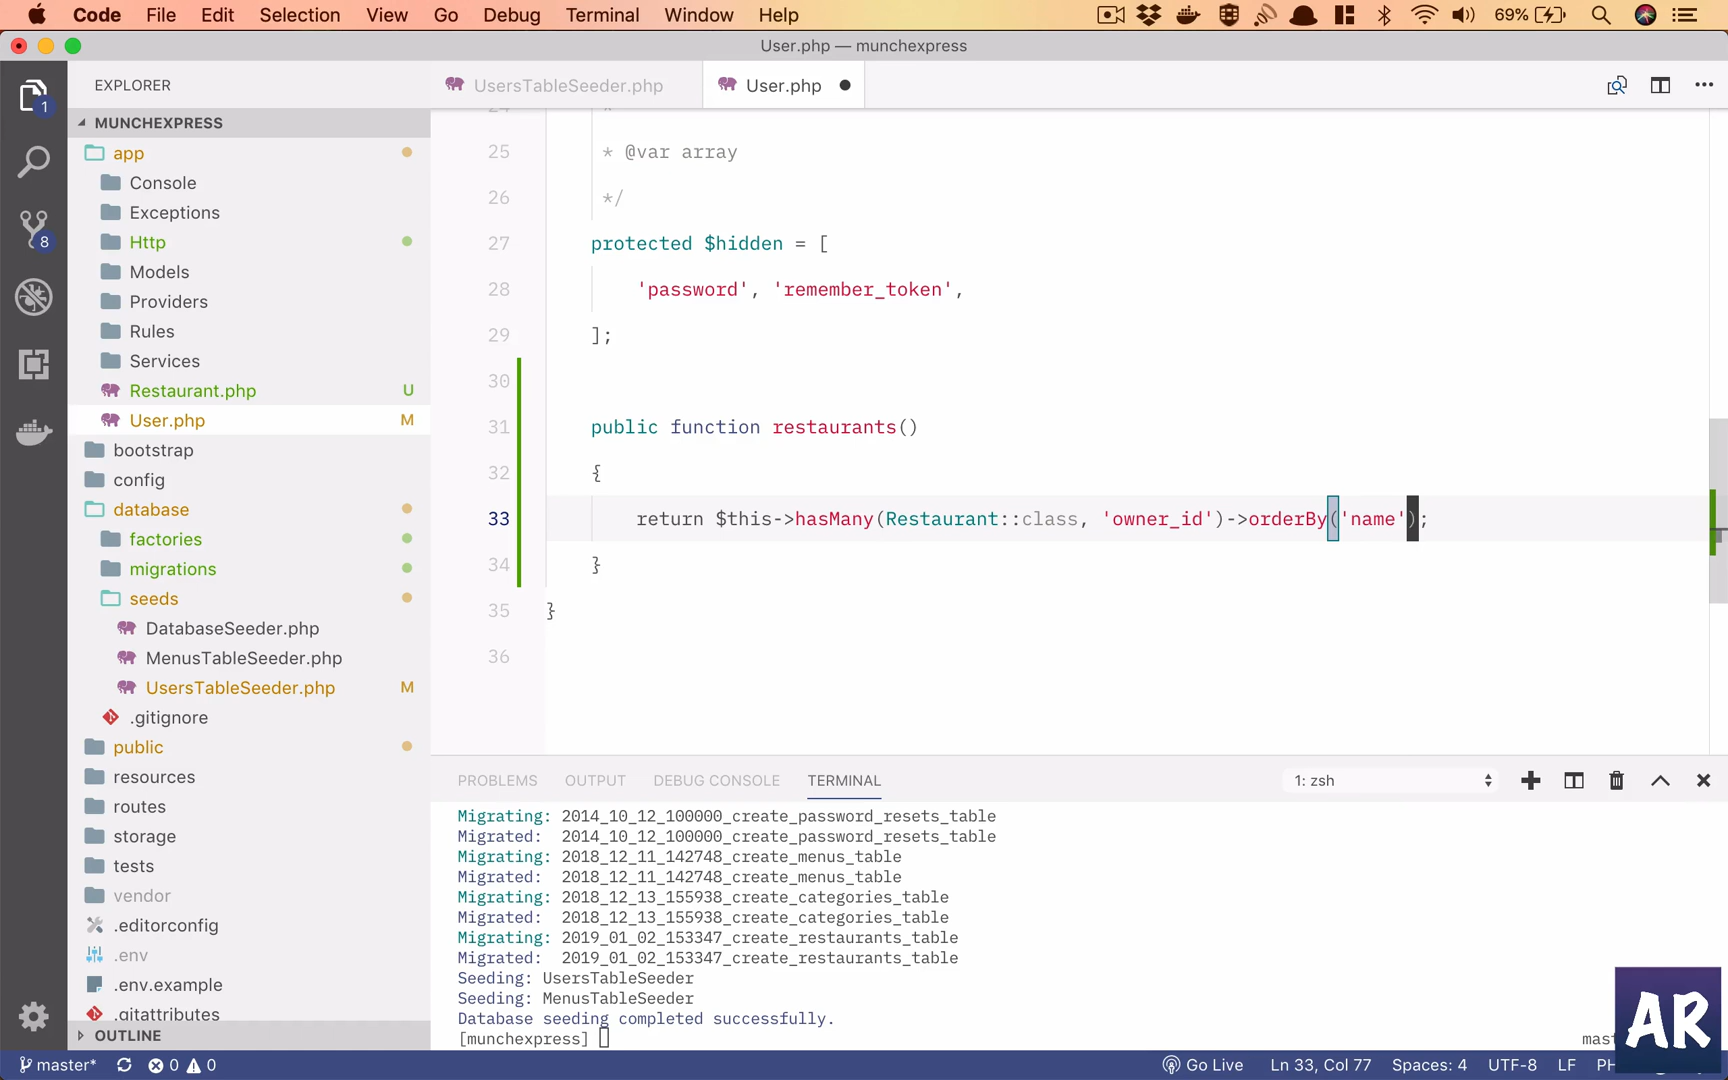 Code File Edit Selection View Go Debug Terminal Window Help 69%
User.php — munchexpress
EXPLORER
UsersTableSeeder.php
User.php
1
8
MUNCHEXPRESS
app
Console
Exceptions
Http
Models
Providers
Rules
Services
Restaurant.php U
User.php M
bootstrap
config
database
factories
migrations
seeds
DatabaseSeeder.php
MenusTableSeeder.php
UsersTableSeeder.php M
.gitignore
public
resources
routes
storage
tests
vendor
.editorconfig
.env
.env.example
.gitattributes
OUTLINE
24 *
25 * @var array
26 */
27 protected $hidden = [
28 'password', 'remember_token',
29 ];
30
31 public function restaurants()
32 {
33 return $this->hasMany(Restaurant::class, 'owner_id')->orderBy('name');
34 }
35 }
36
PROBLEMS OUTPUT DEBUG CONSOLE TERMINAL 1: zsh
Migrating: 2014_10_12_100000_create_password_resets_table
Migrated: 2014_10_12_100000_create_password_resets_table
Migrating: 2018_12_11_142748_create_menus_table
Migrated: 2018_12_11_142748_create_menus_table
Migrating: 2018_12_13_155938_create_categories_table
Migrated: 2018_12_13_155938_create_categories_table
Migrating: 2019_01_02_153347_create_restaurants_table
Migrated: 2019_01_02_153347_create_restaurants_table
Seeding: UsersTableSeeder
Seeding: MenusTableSeeder
Database seeding completed successfully.
[munchexpress]
AR
master* 0 0 Go Live Ln 33, Col 77 Spaces: 4 UTF-8 LF